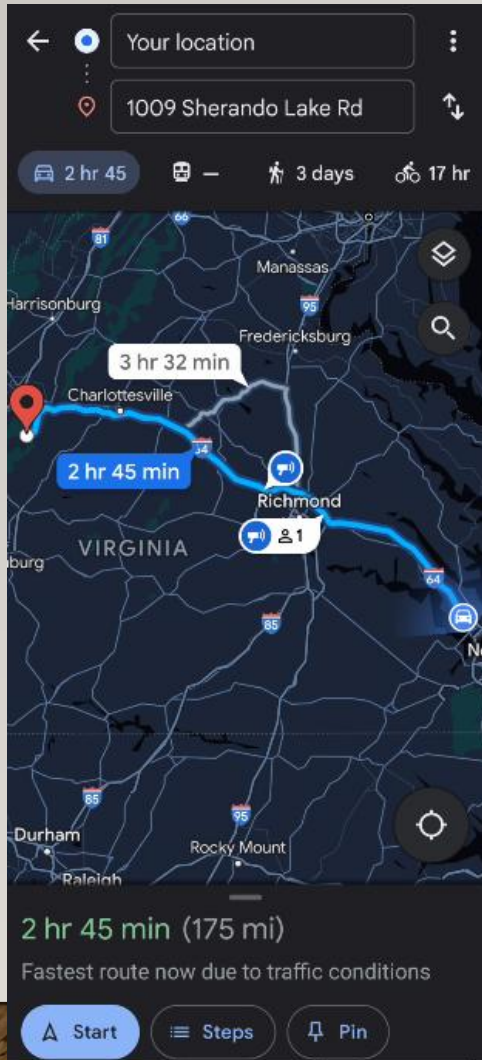 Your location
1009 Sherando Lake Rd
2 hr 45
—
3 days
17 hr
66
81
Manassas
Harrisonburg
95
Fredericksburg
3 hr 32 min
Charlottesville
64
2 hr 45 min
Richmond
1
VIRGINIA
burg
64
85
N
85
95
Durham
Rocky Mount
Raleigh
2 hr 45 min (175 mi)
Fastest route now due to traffic conditions
Start
Steps
Pin